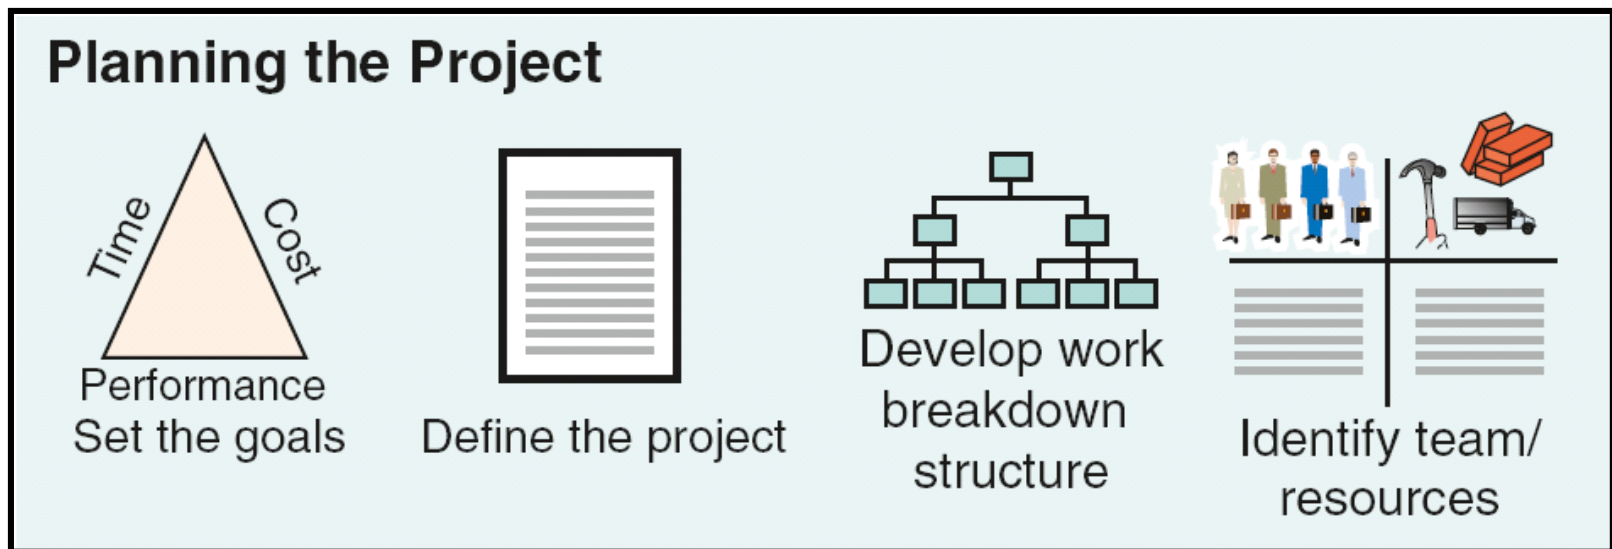 Planning the Project
Time
Cost
Performance
Set the goals
Define the project
Develop work
breakdown
structure
Identify team/
resources